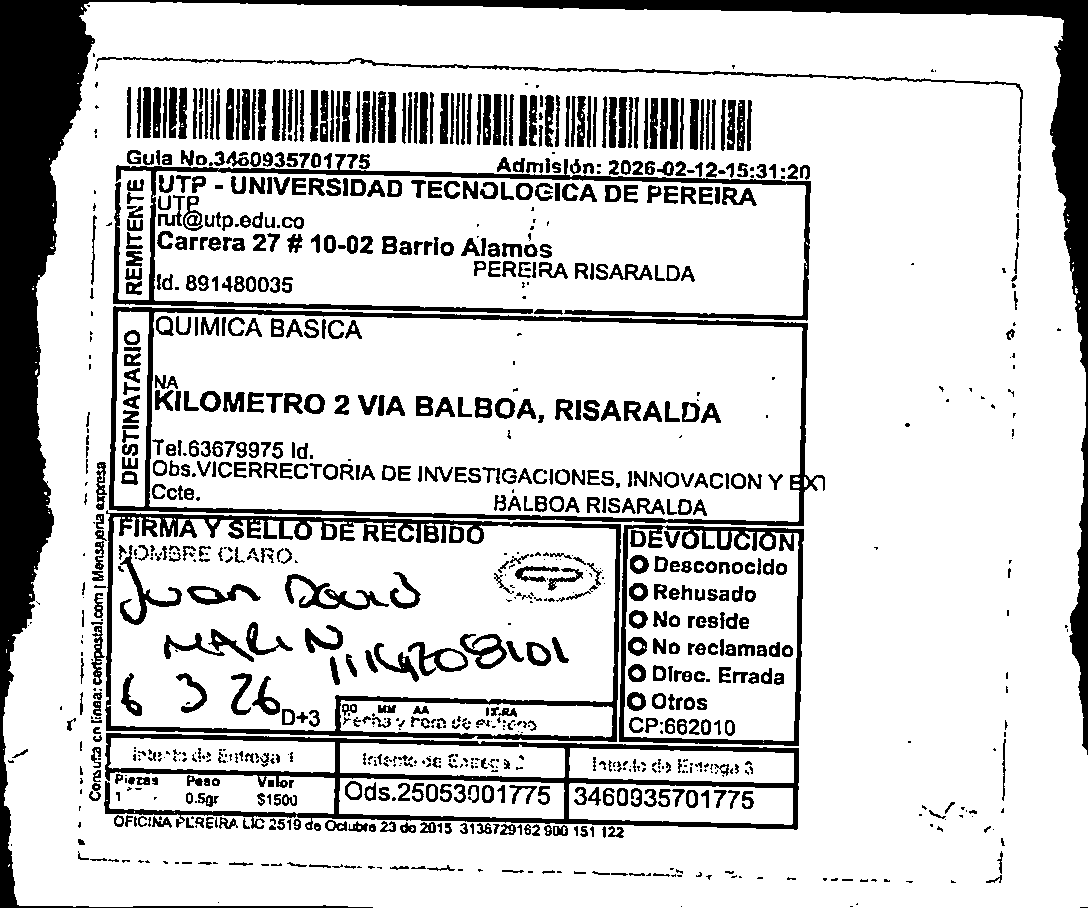 Guia No.3460935701775 Admisión: 2026-02-12-15:31:20
REMITENTE
UTP - UNIVERSIDAD TECNOLOGICA DE PEREIRA
UTP
rut@utp.edu.co
Carrera 27 # 10-02 Barrio Alamos
PEREIRA RISARALDA
Id. 891480035
DESTINATARIO
QUIMICA BASICA
NA
KILOMETRO 2 VIA BALBOA, RISARALDA
Tel.63679975 Id.
Obs.VICERRECTORIA DE INVESTIGACIONES, INNOVACION Y EXT
Ccte. BALBOA RISARALDA
Consulta en línea: certipostal.com | Mensajería expresa
FIRMA Y SELLO DE RECIBIDO
NOMBRE CLARO.
Juan David
MARIN
6 3 26
D+3
DD MM AA
DEVOLUCION
Desconocido
Rehusado
No reside
No reclamado
Direc. Errada
Otros
CP:662010
Intento de Entrega 1 Intento de Entrega 2 Intento de Entrega 3
Piezas Peso Valor
1 0.5gr $1500
Ods.25053001775 3460935701775
OFICINA PEREIRA LIC 2519 de Octubre 23 de 2015 3136729162 900 151 122